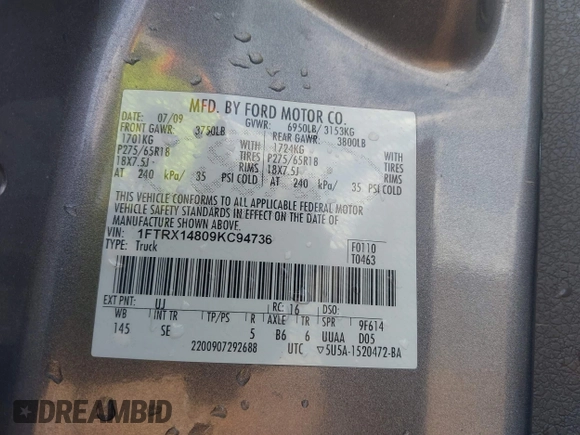 MFD. BY FORD MOTOR CO.
DATE: 07/09 GVWR: 6950LB/ 3153KG
FRONT GAWR: 3750LB REAR GAWR: 3800LB
1701KG WITH 1724KG WITH
P275/65R18 TIRES P275/65R18 TIRES
18X7.5J RIMS 18X7.5J RIMS
AT 240 kPa/ 35 PSI COLD AT 240 kPa/ 35 PSI COLD
THIS VEHICLE CONFORMS TO ALL APPLICABLE FEDERAL MOTOR
VEHICLE SAFETY STANDARDS IN EFFECT ON THE DATE OF
MANUFACTURE SHOWN ABOVE.
VIN: 1FTRX14809KC94736 F0110
TYPE: Truck T0463
EXT PNT: UJ RC: 16 DSO:
WB INT TR TP/PS R AXLE TR SPR 9F614
145 SE 5 B6 6 UUAA D05
2200907292688 UTC ▽5U5A-1520472-BA
DREAMBID